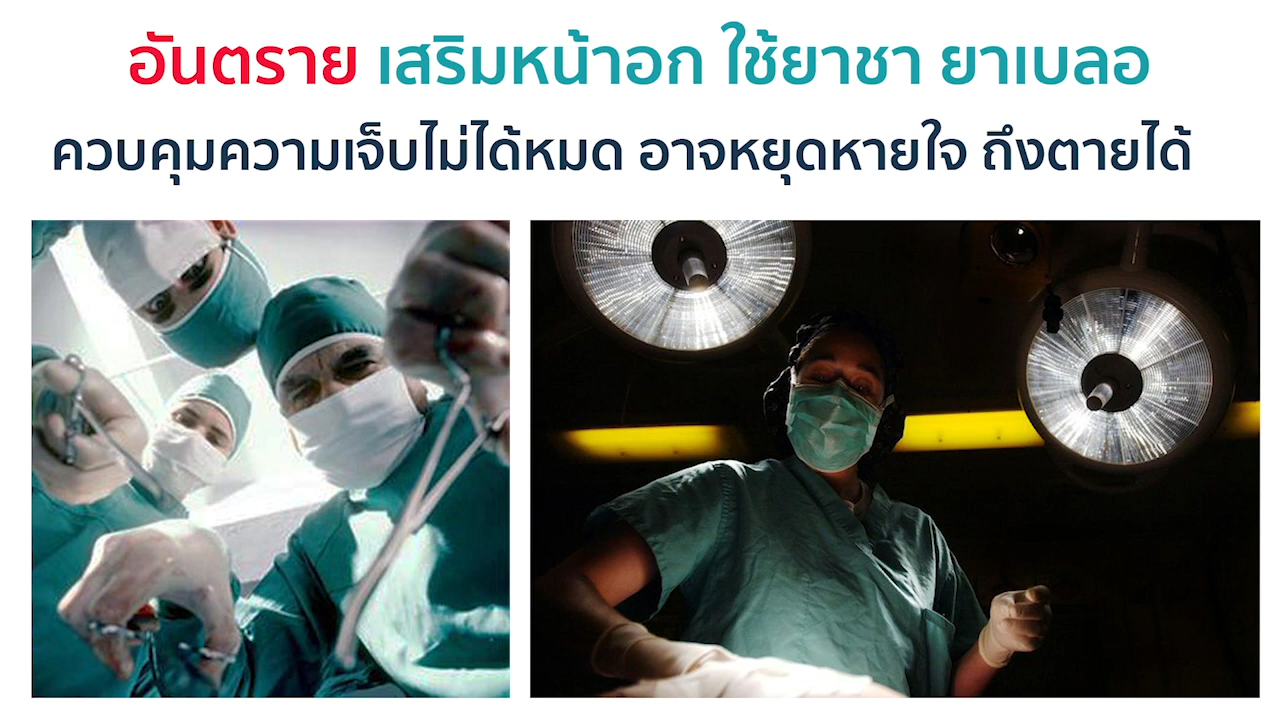 อันตราย เสริมหน้าอก ใช้ยาชา ยาเบลอ
ควบคุมความเจ็บไม่ได้หมด อาจหยุดหายใจ ถึงตายได้